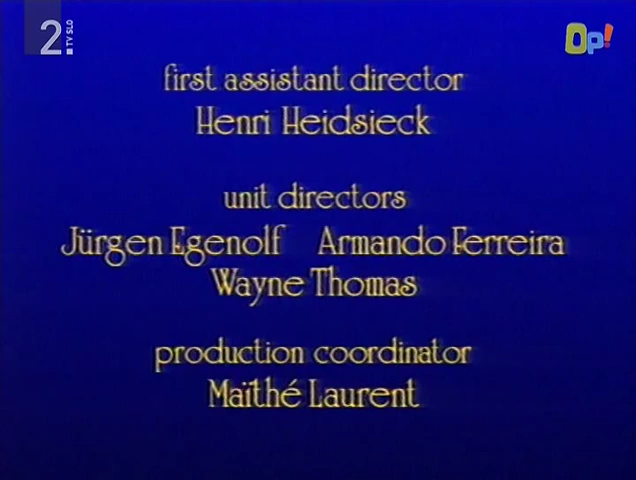 2. TV SLO
Op!
first assistant director
Henri Heidsieck
unit directors
Jürgen Egenolf Armando Ferreira
Wayne Thomas
production coordinator
Maïthé Laurent